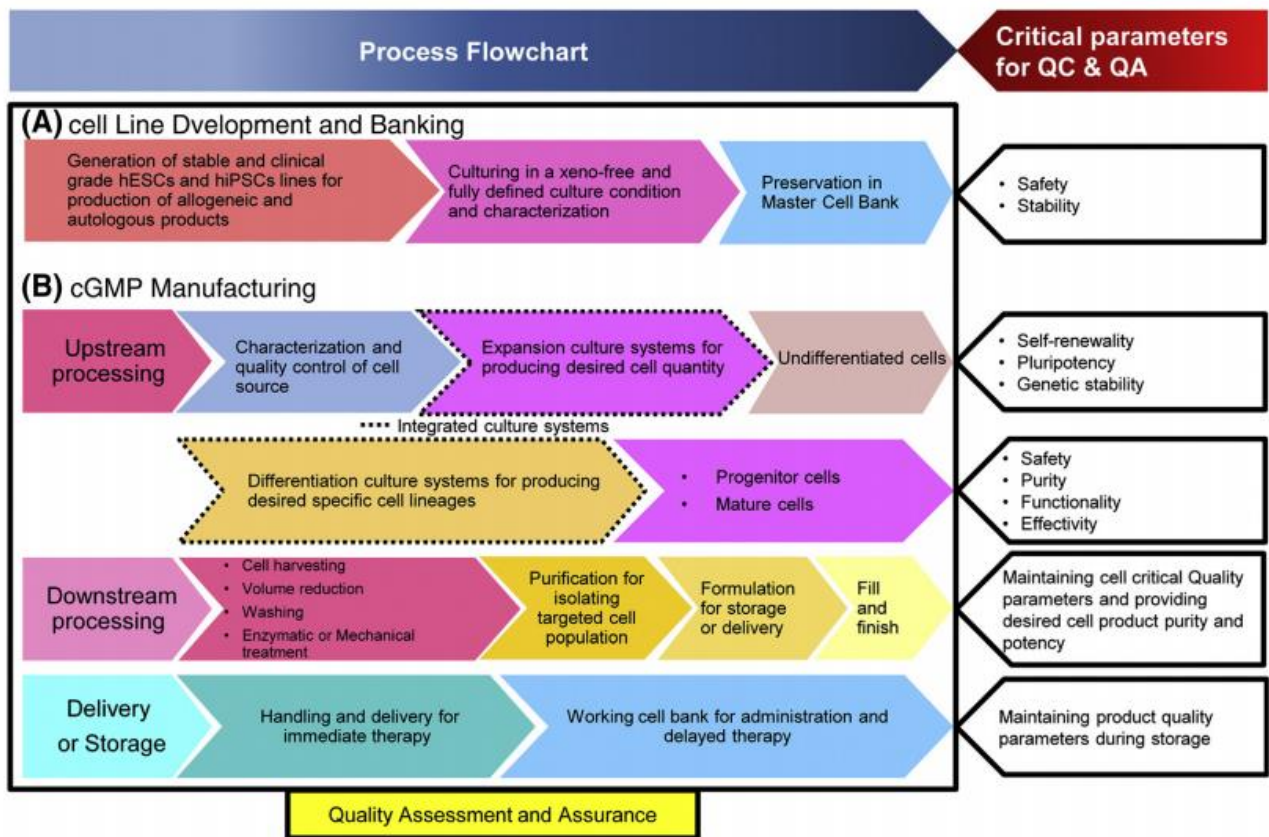 Process Flowchart
Critical parameters
for QC & QA
(A) cell Line Dvelopment and Banking
Generation of stable and clinical
grade hESCs and hiPSCs lines for
production of allogeneic and
autologous products
Culturing in a xeno-free and
fully defined culture condition
and characterization
Preservation in
Master Cell Bank
• Safety
• Stability
(B) cGMP Manufacturing
Upstream
processing
Characterization and
quality control of cell
source
Expansion culture systems for
producing desired cell quantity
Undifferentiated cells
• Self-renewality
• Pluripotency
• Genetic stability
Integrated culture systems
Differentiation culture systems for producing
desired specific cell lineages
• Progenitor cells
• Mature cells
• Safety
• Purity
• Functionality
• Effectivity
Downstream
processing
• Cell harvesting
• Volume reduction
• Washing
• Enzymatic or Mechanical
treatment
Purification for
isolating
targeted cell
population
Formulation
for storage
or delivery
Fill
and
finish
Maintaining cell critical Quality
parameters and providing
desired cell product purity and
potency
Delivery
or Storage
Handling and delivery for
immediate therapy
Working cell bank for administration and
delayed therapy
Maintaining product quality
parameters during storage
Quality Assessment and Assurance